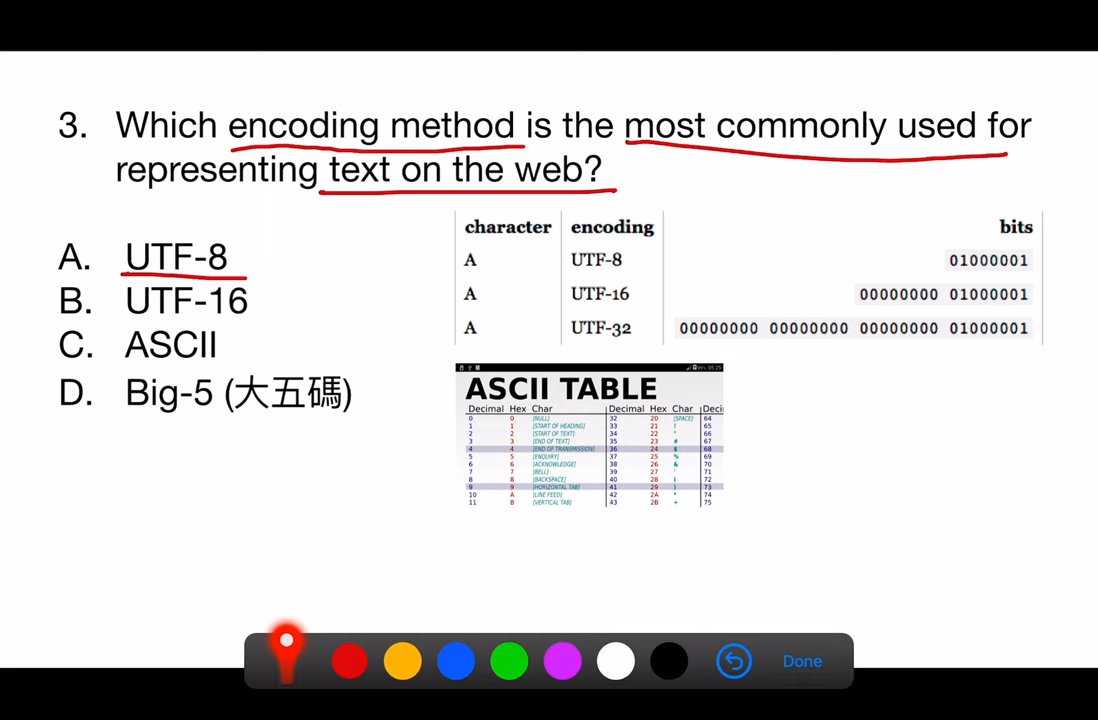 3. Which encoding method is the most commonly used for
representing text on the web?
A. UTF-8
B. UTF-16
C. ASCII
D. Big-5 (大五碼)
character encoding bits
A UTF-8 01000001
A UTF-16 00000000 01000001
A UTF-32 00000000 00000000 00000000 01000001
ASCII TABLE
Decimal Hex Char Decimal Hex Char Deci
0 0 [NULL] 32 20 [SPACE] 64
1 1 [START OF HEADING] 33 21 ! 65
2 2 [START OF TEXT] 34 22 " 66
3 3 [END OF TEXT] 35 23 # 67
4 4 [END OF TRANSMISSION] 36 24 $ 68
5 5 [ENQUIRY] 37 25 % 69
6 6 [ACKNOWLEDGE] 38 26 & 70
7 7 [BELL] 39 27 ' 71
8 8 [BACKSPACE] 40 28 ( 72
9 9 [HORIZONTAL TAB] 41 29 ) 73
10 A [LINE FEED] 42 2A * 74
11 B [VERTICAL TAB] 43 2B + 75
Done